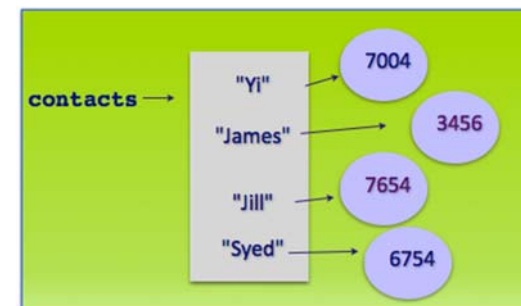 "Yi" 7004
contacts
"James" 3456
"Jill" 7654
"Syed" 6754